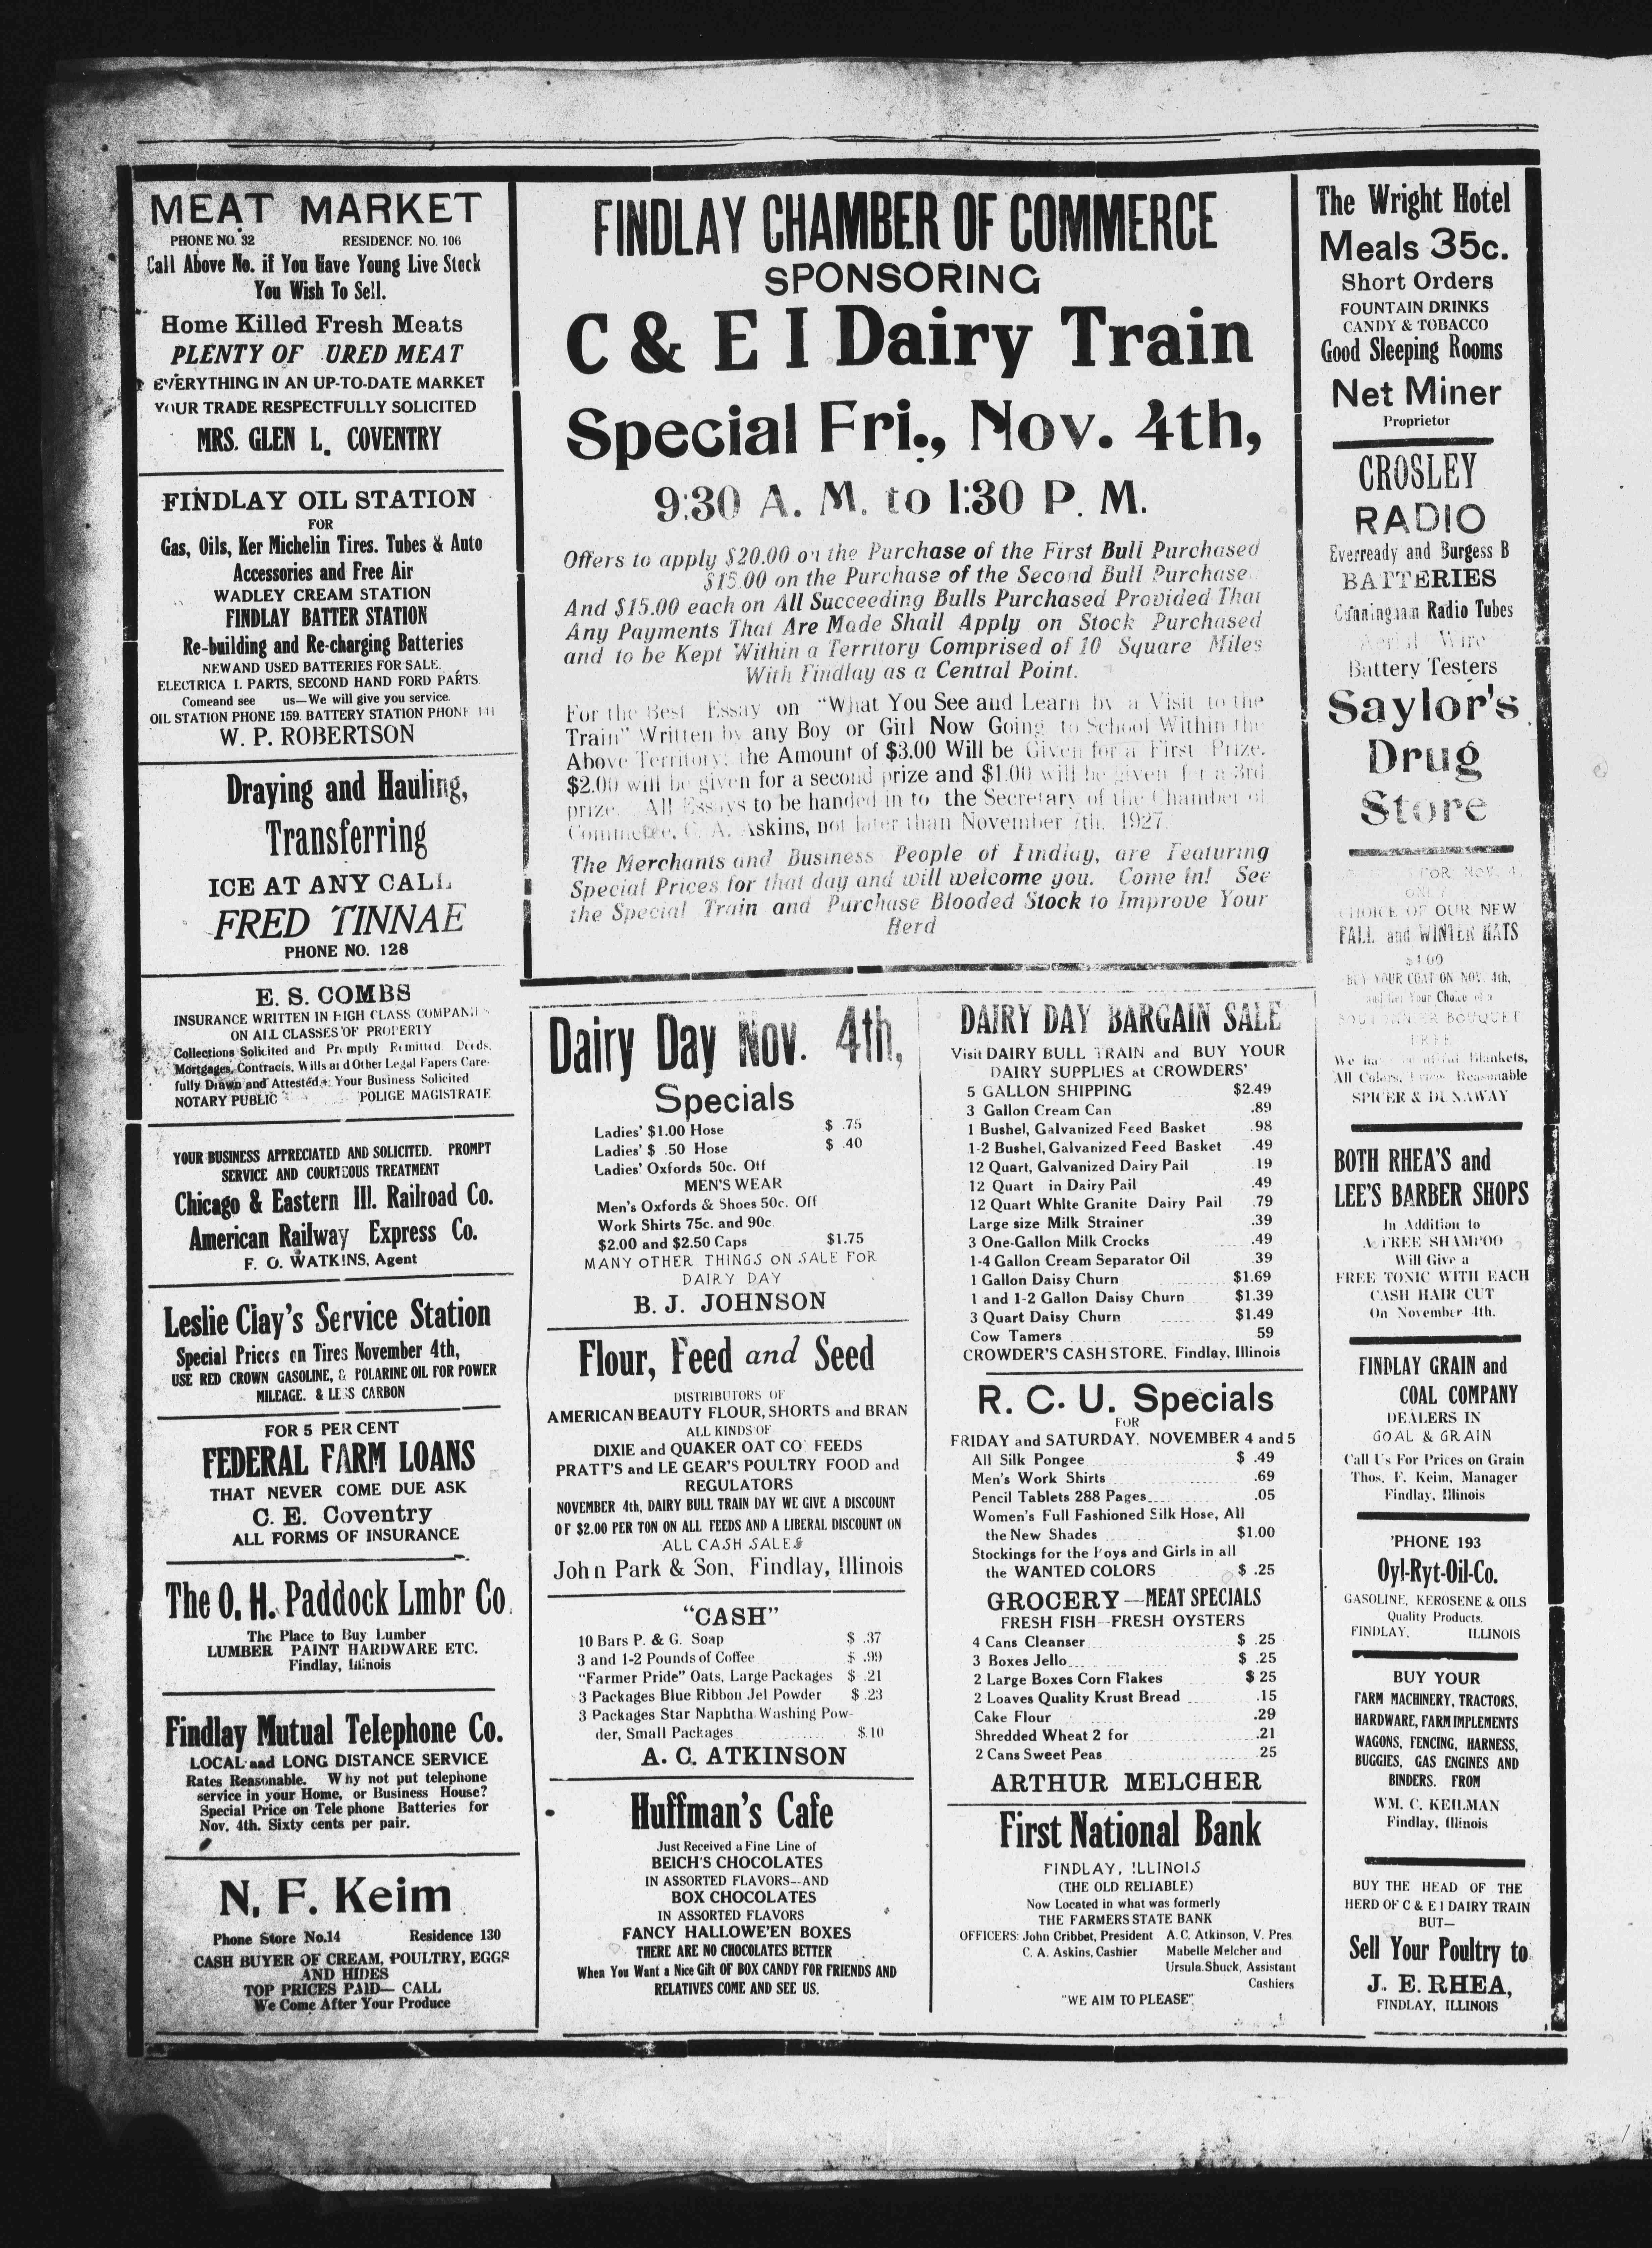 MEAT MARKET
PHONE NO. 32 RESIDENCE NO. 106
Call Above No. if You Have Young Live Stock
You Wish To Sell.
Home Killed Fresh Meats
PLENTY OF URED MEAT
EVERYTHING IN AN UP-TO-DATE MARKET
YOUR TRADE RESPECTFULLY SOLICITED
MRS. GLEN L. COVENTRY
FINDLAY OIL STATION
FOR
Gas, Oils, Ker Michelin Tires. Tubes & Auto
Accessories and Free Air
WADLEY CREAM STATION
FINDLAY BATTER STATION
Re-building and Re-charging Batteries
NEWAND USED BATTERIES FOR SALE.
ELECTRICA L PARTS, SECOND HAND FORD PARTS
Comeand see us—We will give you service.
OIL STATION PHONE 159. BATTERY STATION PHONE 141
W. P. ROBERTSON
Draying and Hauling,
Transferring
ICE AT ANY CALL
FRED TINNAE
PHONE NO. 128
E. S. COMBS
INSURANCE WRITTEN IN HIGH CLASS COMPANIES
ON ALL CLASSES OF PROPERTY
Collections Solicited and Promptly Remitted. Deeds,
Mortgages, Contracis, Wills and Other Legal Papers Care-
fully Drawn and Attested. Your Business Solicited
NOTARY PUBLIC POLIGE MAGISTRATE
YOUR BUSINESS APPRECIATED AND SOLICITED. PROMPT
SERVICE AND COURTEOUS TREATMENT
Chicago & Eastern Ill. Railroad Co.
American Railway Express Co.
F. O. WATKINS, Agent
Leslie Clay's Service Station
Special Prices on Tires November 4th,
USE RED CROWN GASOLINE, & POLARINE OIL FOR POWER
MILEAGE. & LESS CARBON
FOR 5 PER CENT
FEDERAL FARM LOANS
THAT NEVER COME DUE ASK
C. E. Coventry
ALL FORMS OF INSURANCE
The O. H. Paddock Lmbr Co.
The Place to Buy Lumber
LUMBER PAINT HARDWARE ETC.
Findlay, Illinois
Findlay Mutual Telephone Co.
LOCAL and LONG DISTANCE SERVICE
Rates Reasonable. Why not put telephone
service in your Home, or Business House?
Special Price on Tele phone Batteries for
Nov. 4th. Sixty cents per pair.
N. F. Keim
Phone Store No.14 Residence 130
CASH BUYER OF CREAM, POULTRY, EGGS
AND HIDES
TOP PRICES PAID— CALL
We Come After Your Produce
FINDLAY CHAMBER OF COMMERCE
SPONSORING
C & E I Dairy Train
Special Fri., Nov. 4th,
9:30 A. M. to 1:30 P. M.
Offers to apply $20.00 on the Purchase of the First Bull Purchased
$15.00 on the Purchase of the Second Bull Purchase
And $15.00 each on All Succeeding Bulls Purchased Provided That
Any Payments That Are Made Shall Apply on Stock Purchased
and to be Kept Within a Territory Comprised of 10 Square Miles
With Findlay as a Central Point.
For the Best Essay on "What You See and Learn by a Visit to the
Train" Written by any Boy or Girl Now Going to School Within the
Above Territory; the Amount of $3.00 Will be Given for a First Prize.
$2.00 will be given for a second prize and $1.00 will be given for a 3rd
prize. All Essays to be handed in to the Secretary of the Chamber of
Commerce, C. A. Askins, not later than November 7th, 1927.
The Merchants and Business People of Findlay, are Featuring
Special Prices for that day and will welcome you. Come in! See
the Special Train and Purchase Blooded Stock to Improve Your
Herd
Dairy Day Nov. 4th,
Specials
Ladies' $1.00 Hose $ .75
Ladies' $ .50 Hose $ .40
Ladies' Oxfords 50c. Off
MEN'S WEAR
Men's Oxfords & Shoes 50c. Off
Work Shirts 75c. and 90c.
$2.00 and $2.50 Caps $1.75
MANY OTHER THINGS ON SALE FOR
DAIRY DAY
B. J. JOHNSON
Flour, Feed and Seed
DISTRIBUTORS OF
AMERICAN BEAUTY FLOUR, SHORTS and BRAN
ALL KINDS OF
DIXIE and QUAKER OAT CO. FEEDS
PRATT'S and LE GEAR'S POULTRY FOOD and
REGULATORS
NOVEMBER 4th, DAIRY BULL TRAIN DAY WE GIVE A DISCOUNT
OF $2.00 PER TON ON ALL FEEDS AND A LIBERAL DISCOUNT ON
ALL CASH SALES
John Park & Son, Findlay, Illinois
"CASH"
10 Bars P. & G. Soap $ .37
3 and 1-2 Pounds of Coffee $ .99
"Farmer Pride" Oats, Large Packages $ .21
3 Packages Blue Ribbon Jel Powder $ .23
3 Packages Star Naphtha Washing Pow-
der, Small Packages $.10
A. C. ATKINSON
Huffman's Cafe
Just Received a Fine Line of
BEICH'S CHOCOLATES
IN ASSORTED FLAVORS--AND
BOX CHOCOLATES
IN ASSORTED FLAVORS
FANCY HALLOWE'EN BOXES
THERE ARE NO CHOCOLATES BETTER
When You Want a Nice Gift OF BOX CANDY FOR FRIENDS AND
RELATIVES COME AND SEE US.
DAIRY DAY BARGAIN SALE
Visit DAIRY BULL TRAIN and BUY YOUR
DAIRY SUPPLIES at CROWDERS'
5 GALLON SHIPPING $2.49
3 Gallon Cream Can .89
1 Bushel, Galvanized Feed Basket .98
1-2 Bushel, Galvanized Feed Basket .49
12 Quart, Galvanized Dairy Pail .19
12 Quart in Dairy Pail .49
12 Quart White Granite Dairy Pail .79
Large size Milk Strainer .39
3 One-Gallon Milk Crocks .49
1-4 Gallon Cream Separator Oil .39
1 Gallon Daisy Churn $1.69
1 and 1-2 Gallon Daisy Churn $1.39
3 Quart Daisy Churn $1.49
Cow Tamers 59
CROWDER'S CASH STORE, Findlay, Illinois
R. C. U. Specials
FOR
FRIDAY and SATURDAY, NOVEMBER 4 and 5
All Silk Pongee $ .49
Men's Work Shirts .69
Pencil Tablets 288 Pages .05
Women's Full Fashioned Silk Hose, All
the New Shades $1.00
Stockings for the Boys and Girls in all
the WANTED COLORS $ .25
GROCERY—MEAT SPECIALS
FRESH FISH--FRESH OYSTERS
4 Cans Cleanser $ .25
3 Boxes Jello $ .25
2 Large Boxes Corn Flakes $ 25
2 Loaves Quality Krust Bread .15
Cake Flour .29
Shredded Wheat 2 for .21
2 Cans Sweet Peas .25
ARTHUR MELCHER
First National Bank
FINDLAY, ILLINOIS
(THE OLD RELIABLE)
Now Located in what was formerly
THE FARMERS STATE BANK
OFFICERS: John Cribbet, President A. C. Atkinson, V. Pres
C. A. Askins, Cashier Mabelle Melcher and
Ursula Shuck, Assistant
Cashiers
"WE AIM TO PLEASE"
The Wright Hotel
Meals 35c.
Short Orders
FOUNTAIN DRINKS
CANDY & TOBACCO
Good Sleeping Rooms
Net Miner
Proprietor
CROSLEY
RADIO
Everready and Burgess B
BATTERIES
Cunningham Radio Tubes
Aerial Wire
Battery Testers
Saylor's
Drug
Store
FOR NOV. 4,
ONLY
CHOICE OF OUR NEW
FALL and WINTER HATS
$4.00
BUY YOUR COAT ON NOV. 4th,
and Get Your Choice of a
BOUTONNIER BOUQUET
FREE
We have beautiful Blankets,
All Colors, Prices Reasonable
SPICER & DUNAWAY
BOTH RHEA'S and
LEE'S BARBER SHOPS
In Addition to
A FREE SHAMPOO
Will Give a
FREE TONIC WITH EACH
CASH HAIR CUT
On November 4th.
FINDLAY GRAIN and
COAL COMPANY
DEALERS IN
GOAL & GRAIN
Call Us For Prices on Grain
Thos. F. Keim, Manager
Findlay, Illinois
'PHONE 193
Oyl-Ryt-Oil-Co.
GASOLINE, KEROSENE & OILS
Quality Products.
FINDLAY, ILLINOIS
BUY YOUR
FARM MACHINERY, TRACTORS,
HARDWARE, FARM IMPLEMENTS
WAGONS, FENCING, HARNESS,
BUGGIES, GAS ENGINES AND
BINDERS. FROM
WM. C. KEILMAN
Findlay, Illinois
BUY THE HEAD OF THE
HERD OF C & E I DAIRY TRAIN
BUT—
Sell Your Poultry to
J. E. RHEA,
FINDLAY, ILLINOIS